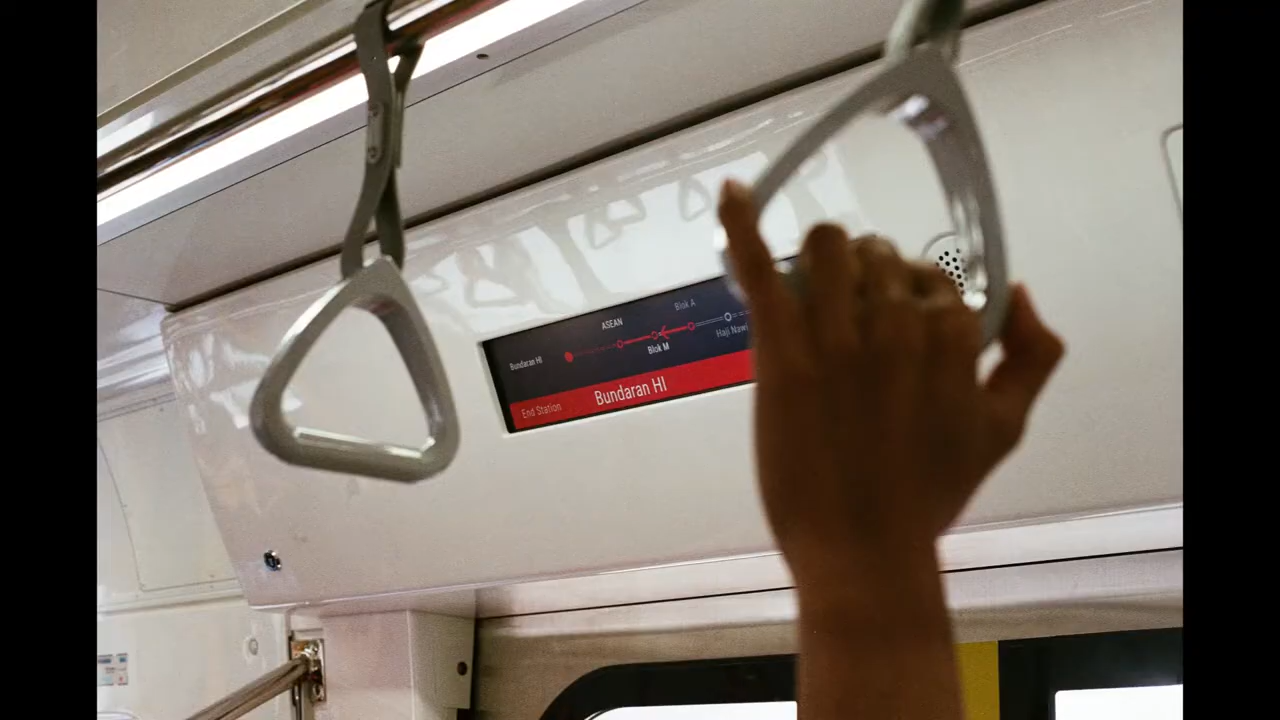 Blok A
ASEAN
Haji Nawi
Blok M
Bundaran HI
Bundaran HI
End Station